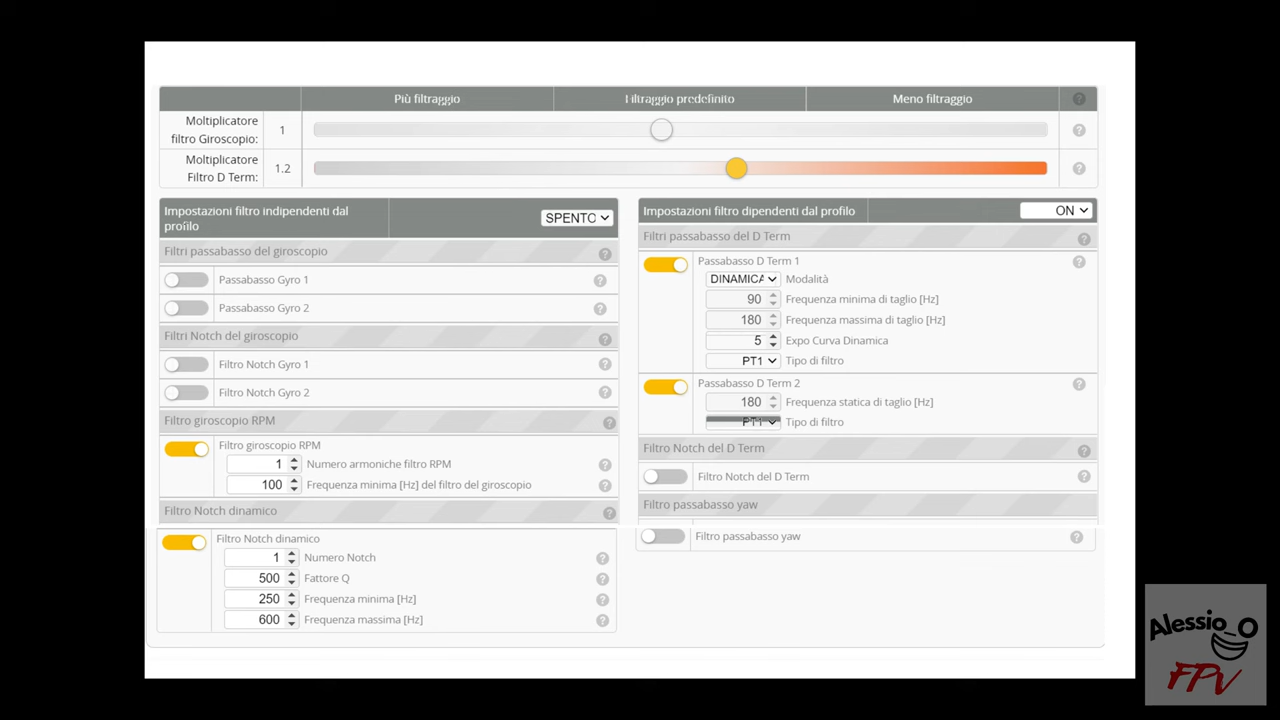 Più filtraggio
Filtraggio predefinito
Meno filtraggio
Moltiplicatore
filtro Giroscopio:
1
Moltiplicatore
Filtro D Term:
1.2
Impostazioni filtro indipendenti dal
profilo
SPENTO
Filtri passabasso del giroscopio
Passabasso Gyro 1
Passabasso Gyro 2
Filtri Notch del giroscopio
Filtro Notch Gyro 1
Filtro Notch Gyro 2
Filtro giroscopio RPM
Filtro giroscopio RPM
1 Numero armoniche filtro RPM
100 Frequenza minima [Hz] del filtro del giroscopio
Filtro Notch dinamico
Filtro Notch dinamico
1 Numero Notch
500 Fattore Q
250 Frequenza minima [Hz]
600 Frequenza massima [Hz]
Impostazioni filtro dipendenti dal profilo
ON
Filtri passabasso del D Term
Passabasso D Term 1
DINAMICA Modalità
90 Frequenza minima di taglio [Hz]
180 Frequenza massima di taglio [Hz]
5 Expo Curva Dinamica
PT1 Tipo di filtro
Passabasso D Term 2
180 Frequenza statica di taglio [Hz]
PT1 Tipo di filtro
Filtro Notch del D Term
Filtro Notch del D Term
Filtro passabasso yaw
Filtro passabasso yaw
Alessio_O
FPV